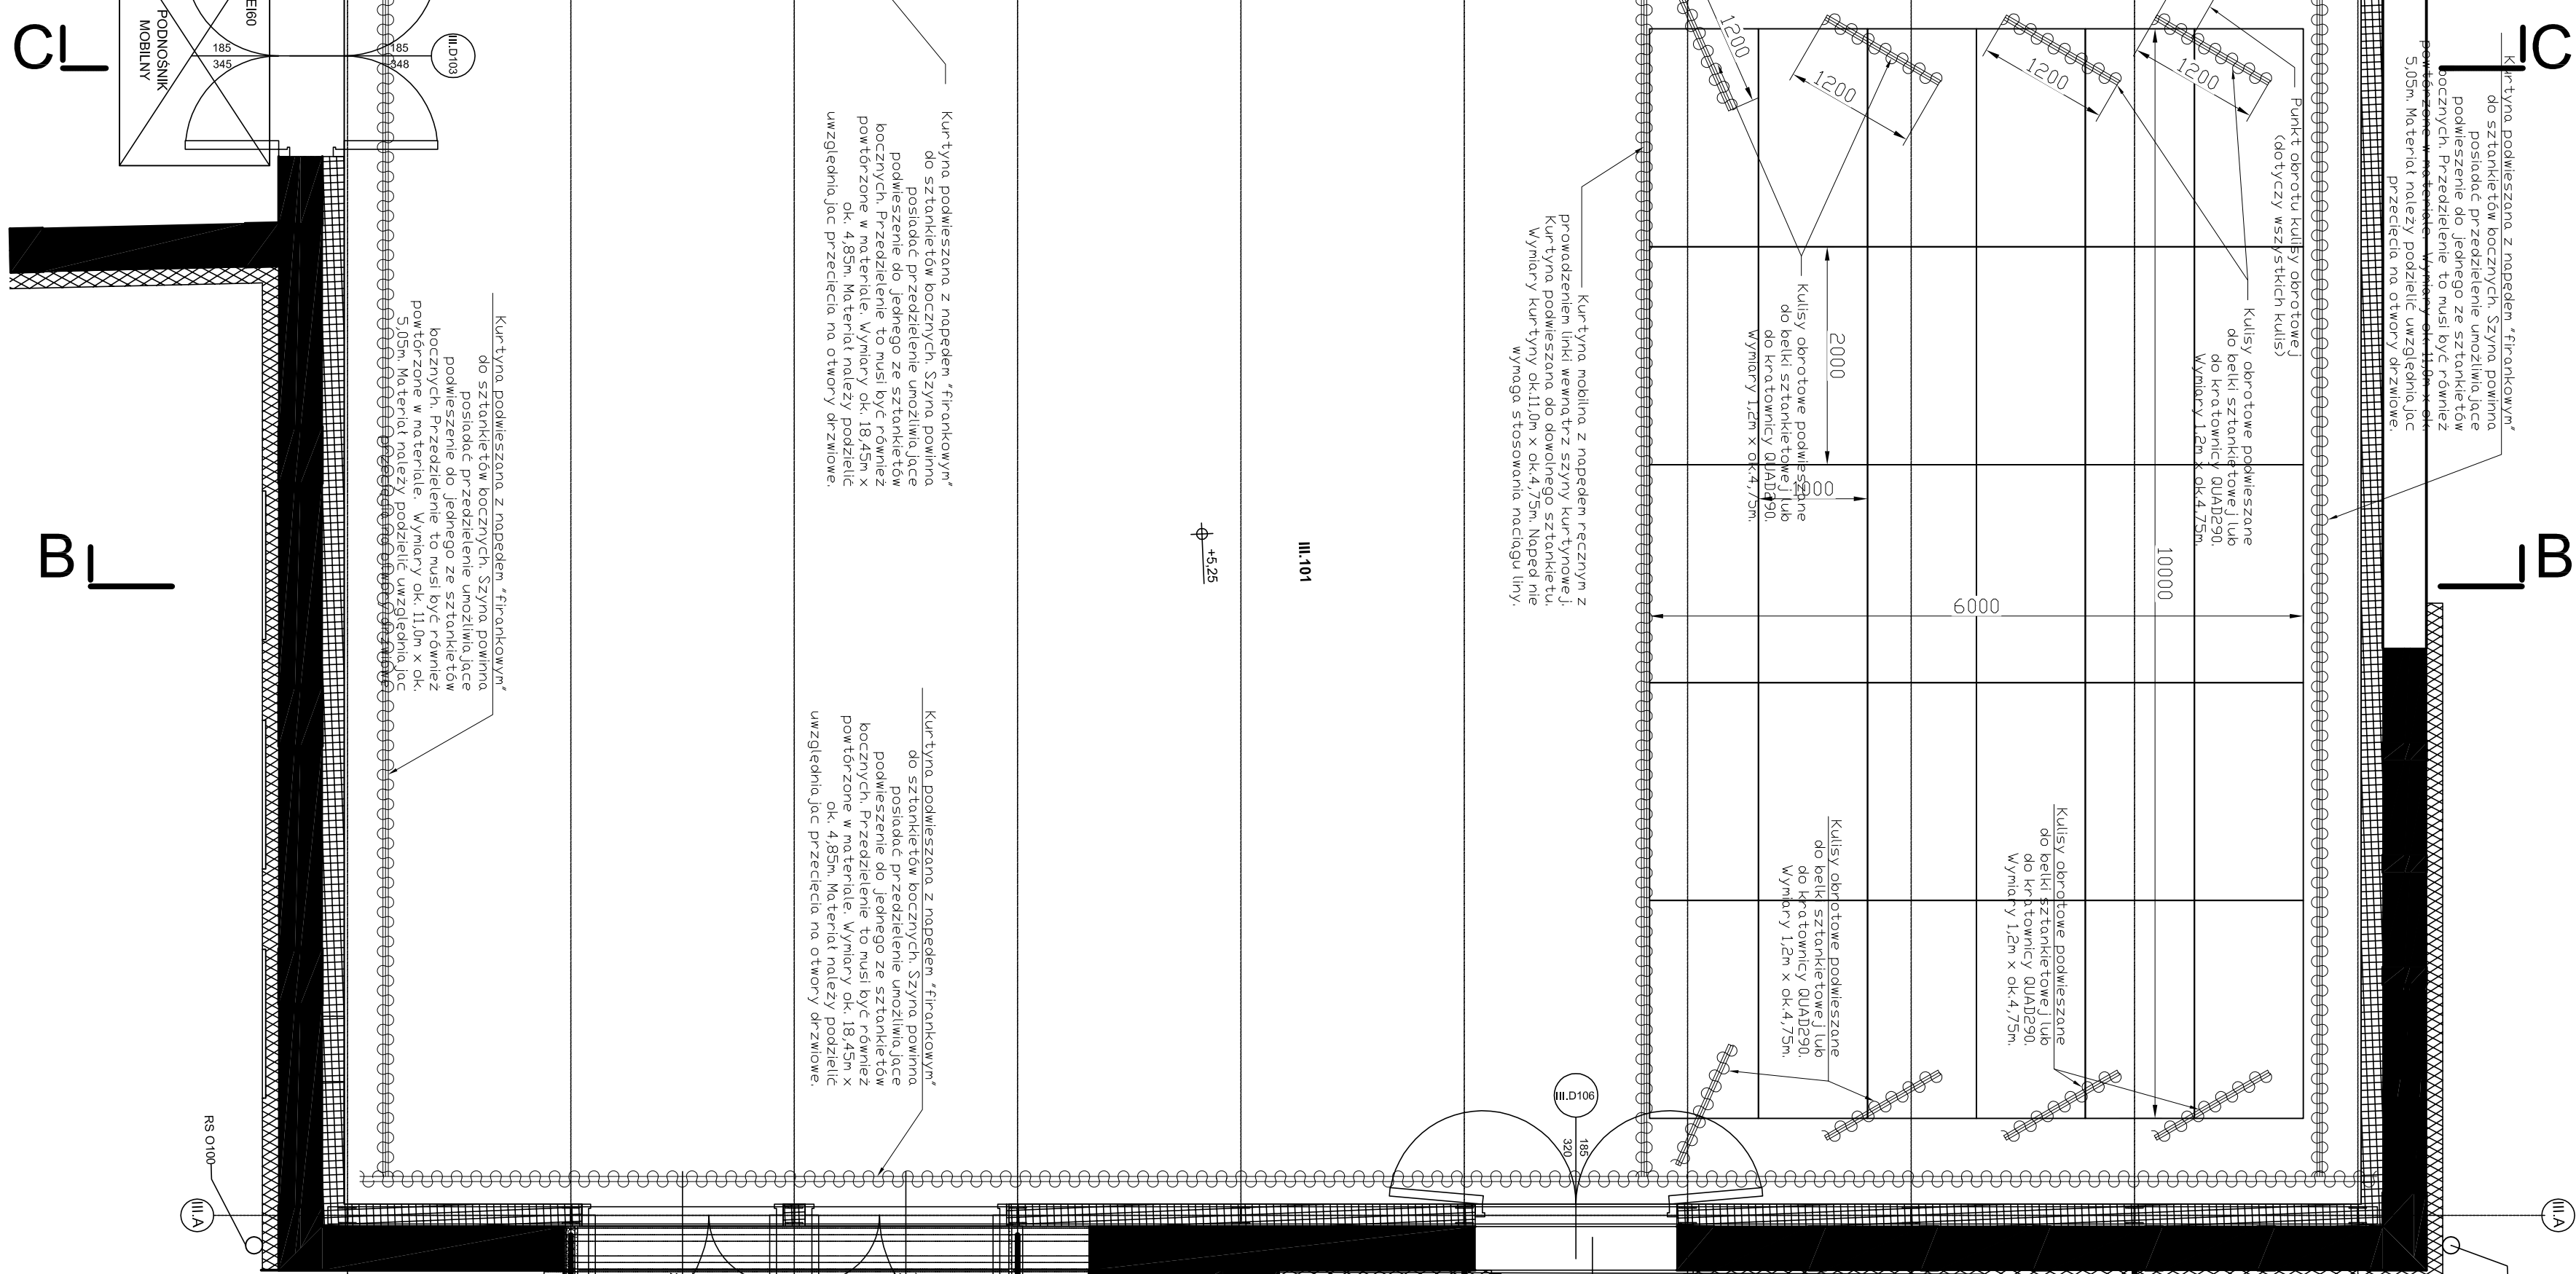 C
EI60
PODNOŚNIK
MOBILNY
185
345
185
348
III.D103
Kurtyna podwieszana z napędem "firankowym"
do sztankietów bocznych. Szyna powinna
posiadać przedzielenie umożliwiające
podwieszenie do jednego ze sztankietów
bocznych. Przedzielenie to musi być również
powtórzone w materiale. Wymiary ok. 18,45m x
ok. 4,85m. Materiał należy podzielić
uwzględniając przecięcia na otwory drzwiowe.
1200
1200
1200
1200
Punkt obrotu kulisy obrotowej
(dotyczy wszystkich kulis)
C
Kurtyna podwieszana z napędem "firankowym"
do sztankietów bocznych. Szyna powinna
posiadać przedzielenie umożliwiające
podwieszenie do jednego ze sztankietów
bocznych. Przedzielenie to musi być również
powtórzone w materiale. Wymiary ok. 11,0m x ok.
5,05m. Materiał należy podzielić uwzględniając
przecięcia na otwory drzwiowe.
Kurtyna mobilna z napędem ręcznym z
prowadzeniem linki wewnątrz szyny kurtynowej.
Kurtyna podwieszana do dowolnego sztankietu.
Wymiary kurtyny ok.11,0m x ok.4,75m. Napęd nie
wymaga stosowania naciągu liny.
Kulisy obrotowe podwieszane
do belki sztankietowej lub
do kratownicy QUAD290.
Wymiary 1,2m x ok.4,75m.
2000
1000
Kulisy obrotowe podwieszane
do belki sztankietowej lub
do kratownicy QUAD290.
Wymiary 1,2m x ok.4,75m.
10000
6000
Kurtyna podwieszana z napędem "firankowym"
do sztankietów bocznych. Szyna powinna
posiadać przedzielenie umożliwiające
podwieszenie do jednego ze sztankietów
bocznych. Przedzielenie to musi być również
powtórzone w materiale. Wymiary ok. 11,0m x ok.
5,05m. Materiał należy podzielić uwzględniając
przecięcia na otwory drzwiowe.
B
+5,25
III.101
B
Kurtyna podwieszana z napędem "firankowym"
do sztankietów bocznych. Szyna powinna
posiadać przedzielenie umożliwiające
podwieszenie do jednego ze sztankietów
bocznych. Przedzielenie to musi być również
powtórzone w materiale. Wymiary ok. 18,45m x
ok. 4,85m. Materiał należy podzielić
uwzględniając przecięcia na otwory drzwiowe.
Kulisy obrotowe podwieszane
do belki sztankietowej lub
do kratownicy QUAD290.
Wymiary 1,2m x ok.4,75m.
Kulisy obrotowe podwieszane
do belki sztankietowej lub
do kratownicy QUAD290.
Wymiary 1,2m x ok.4,75m.
III.D106
185
320
RS O100
III.A
III.A